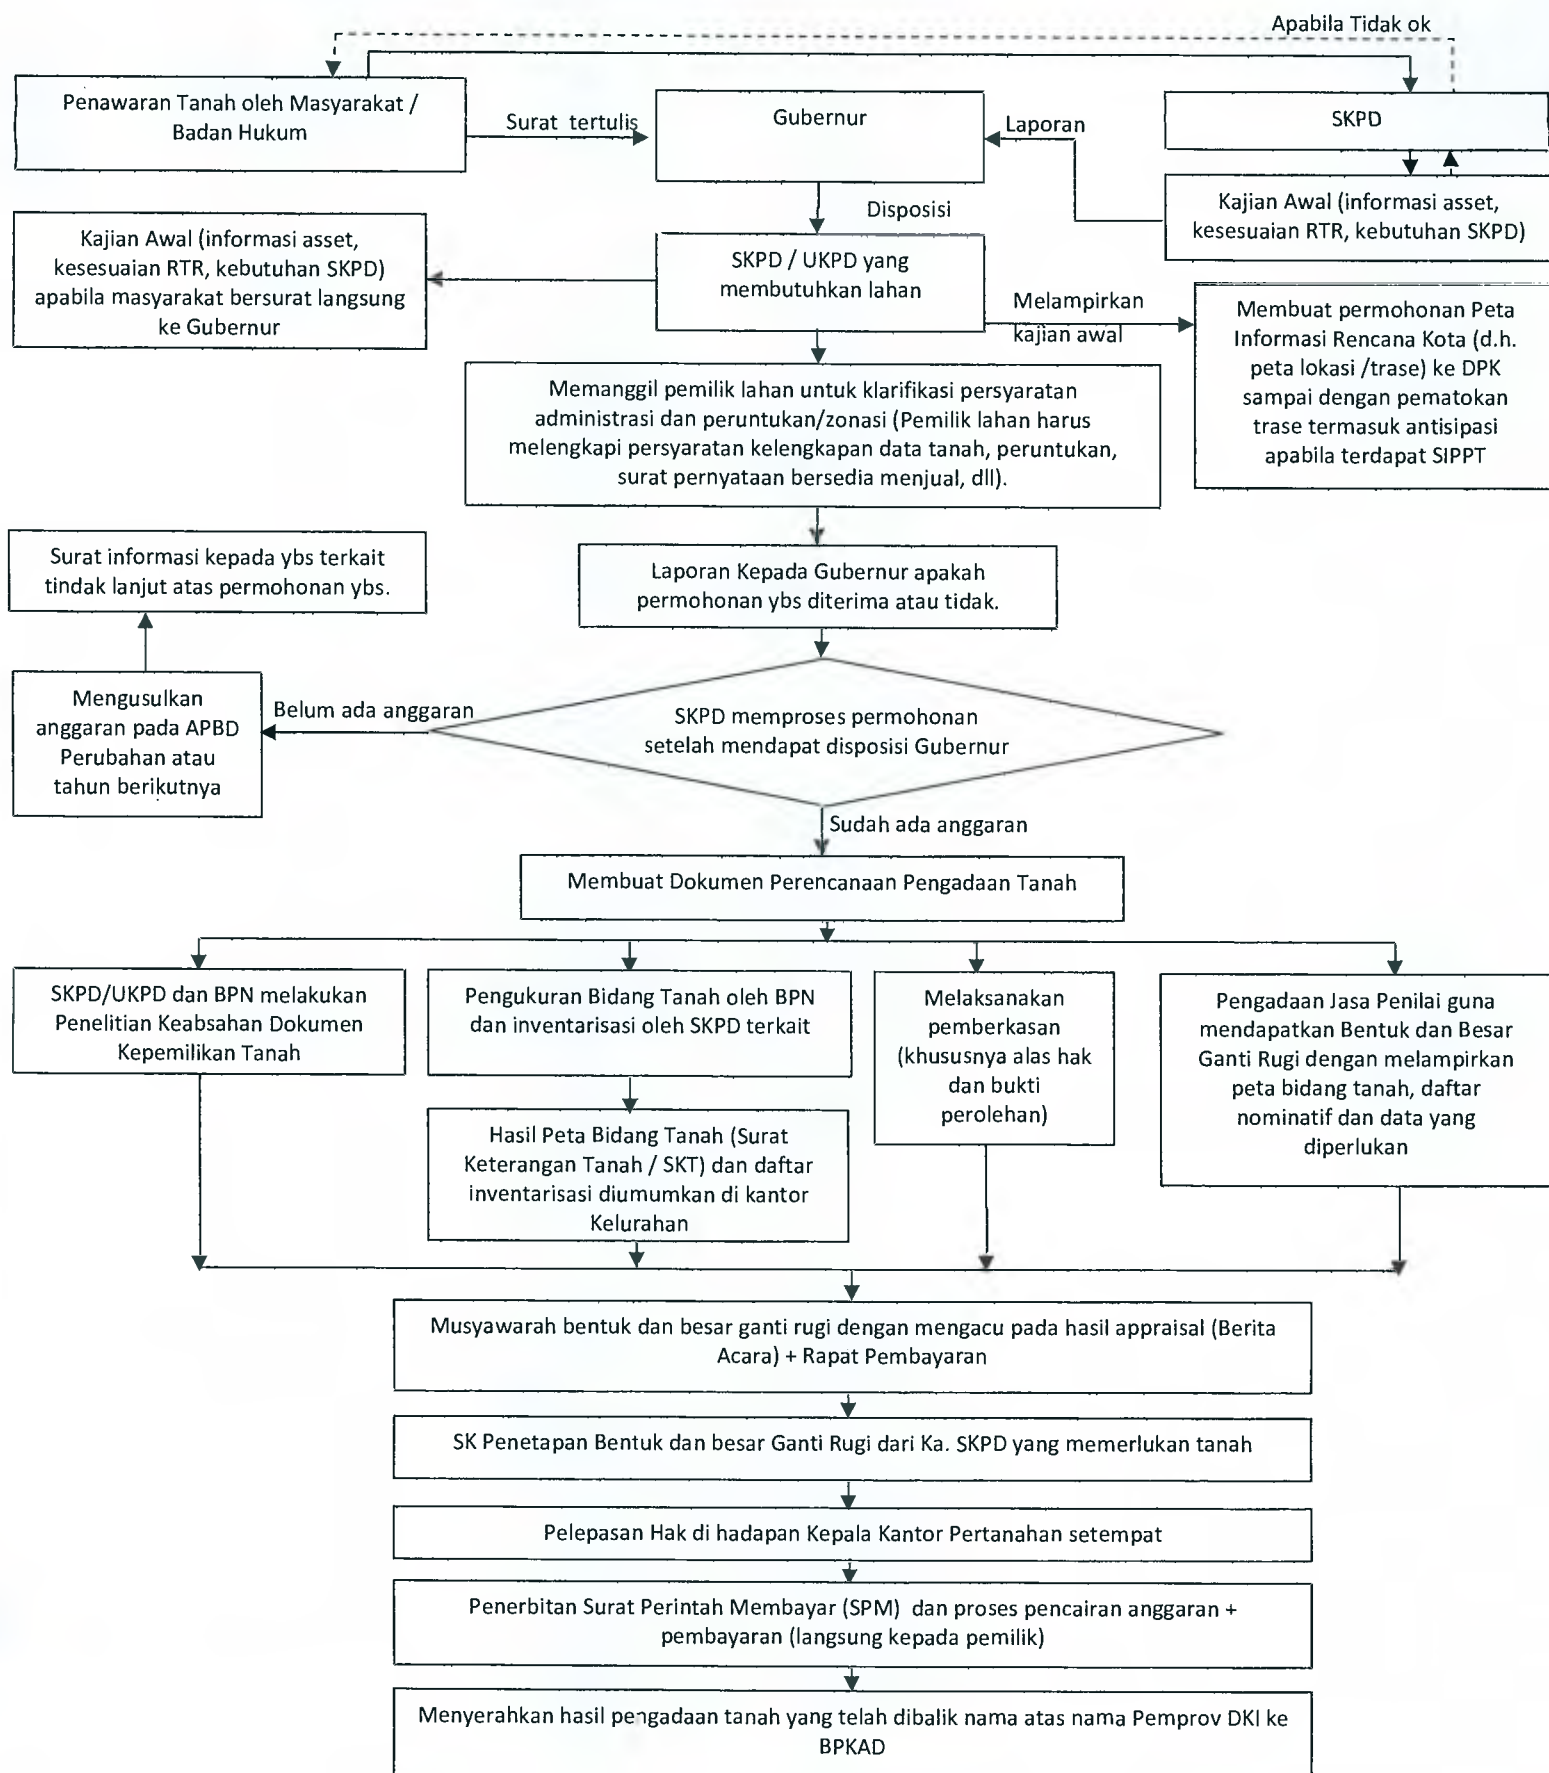 Apabila Tidak ok
Penawaran Tanah oleh Masyarakat /
Badan Hukum
Surat tertulis
Gubernur
Laporan
SKPD
Disposisi
Kajian Awal (informasi asset,
kesesuaian RTR, kebutuhan SKPD)
Kajian Awal (informasi asset,
kesesuaian RTR, kebutuhan SKPD)
apabila masyarakat bersurat langsung
ke Gubernur
SKPD / UKPD yang
membutuhkan lahan
Melampirkan
kajian awal
Membuat permohonan Peta
Informasi Rencana Kota (d.h.
peta lokasi /trase) ke DPK
sampai dengan pematokan
trase termasuk antisipasi
apabila terdapat SIPPT
Memanggil pemilik lahan untuk klarifikasi persyaratan
administrasi dan peruntukan/zonasi (Pemilik lahan harus
melengkapi persyaratan kelengkapan data tanah, peruntukan,
surat pernyataan bersedia menjual, dll).
Surat informasi kepada ybs terkait
tindak lanjut atas permohonan ybs.
Laporan Kepada Gubernur apakah
permohonan ybs diterima atau tidak.
Mengusulkan
anggaran pada APBD
Perubahan atau
tahun berikutnya
Belum ada anggaran
SKPD memproses permohonan
setelah mendapat disposisi Gubernur
Sudah ada anggaran
Membuat Dokumen Perencanaan Pengadaan Tanah
SKPD/UKPD dan BPN melakukan
Penelitian Keabsahan Dokumen
Kepemilikan Tanah
Pengukuran Bidang Tanah oleh BPN
dan inventarisasi oleh SKPD terkait
Melaksanakan
pemberkasan
(khususnya alas hak
dan bukti
perolehan)
Pengadaan Jasa Penilai guna
mendapatkan Bentuk dan Besar
Ganti Rugi dengan melampirkan
peta bidang tanah, daftar
nominatif dan data yang
diperlukan
Hasil Peta Bidang Tanah (Surat
Keterangan Tanah / SKT) dan daftar
inventarisasi diumumkan di kantor
Kelurahan
Musyawarah bentuk dan besar ganti rugi dengan mengacu pada hasil appraisal (Berita
Acara) + Rapat Pembayaran
SK Penetapan Bentuk dan besar Ganti Rugi dari Ka. SKPD yang memerlukan tanah
Pelepasan Hak di hadapan Kepala Kantor Pertanahan setempat
Penerbitan Surat Perintah Membayar (SPM) dan proses pencairan anggaran +
pembayaran (langsung kepada pemilik)
Menyerahkan hasil pengadaan tanah yang telah dibalik nama atas nama Pemprov DKI ke
BPKAD